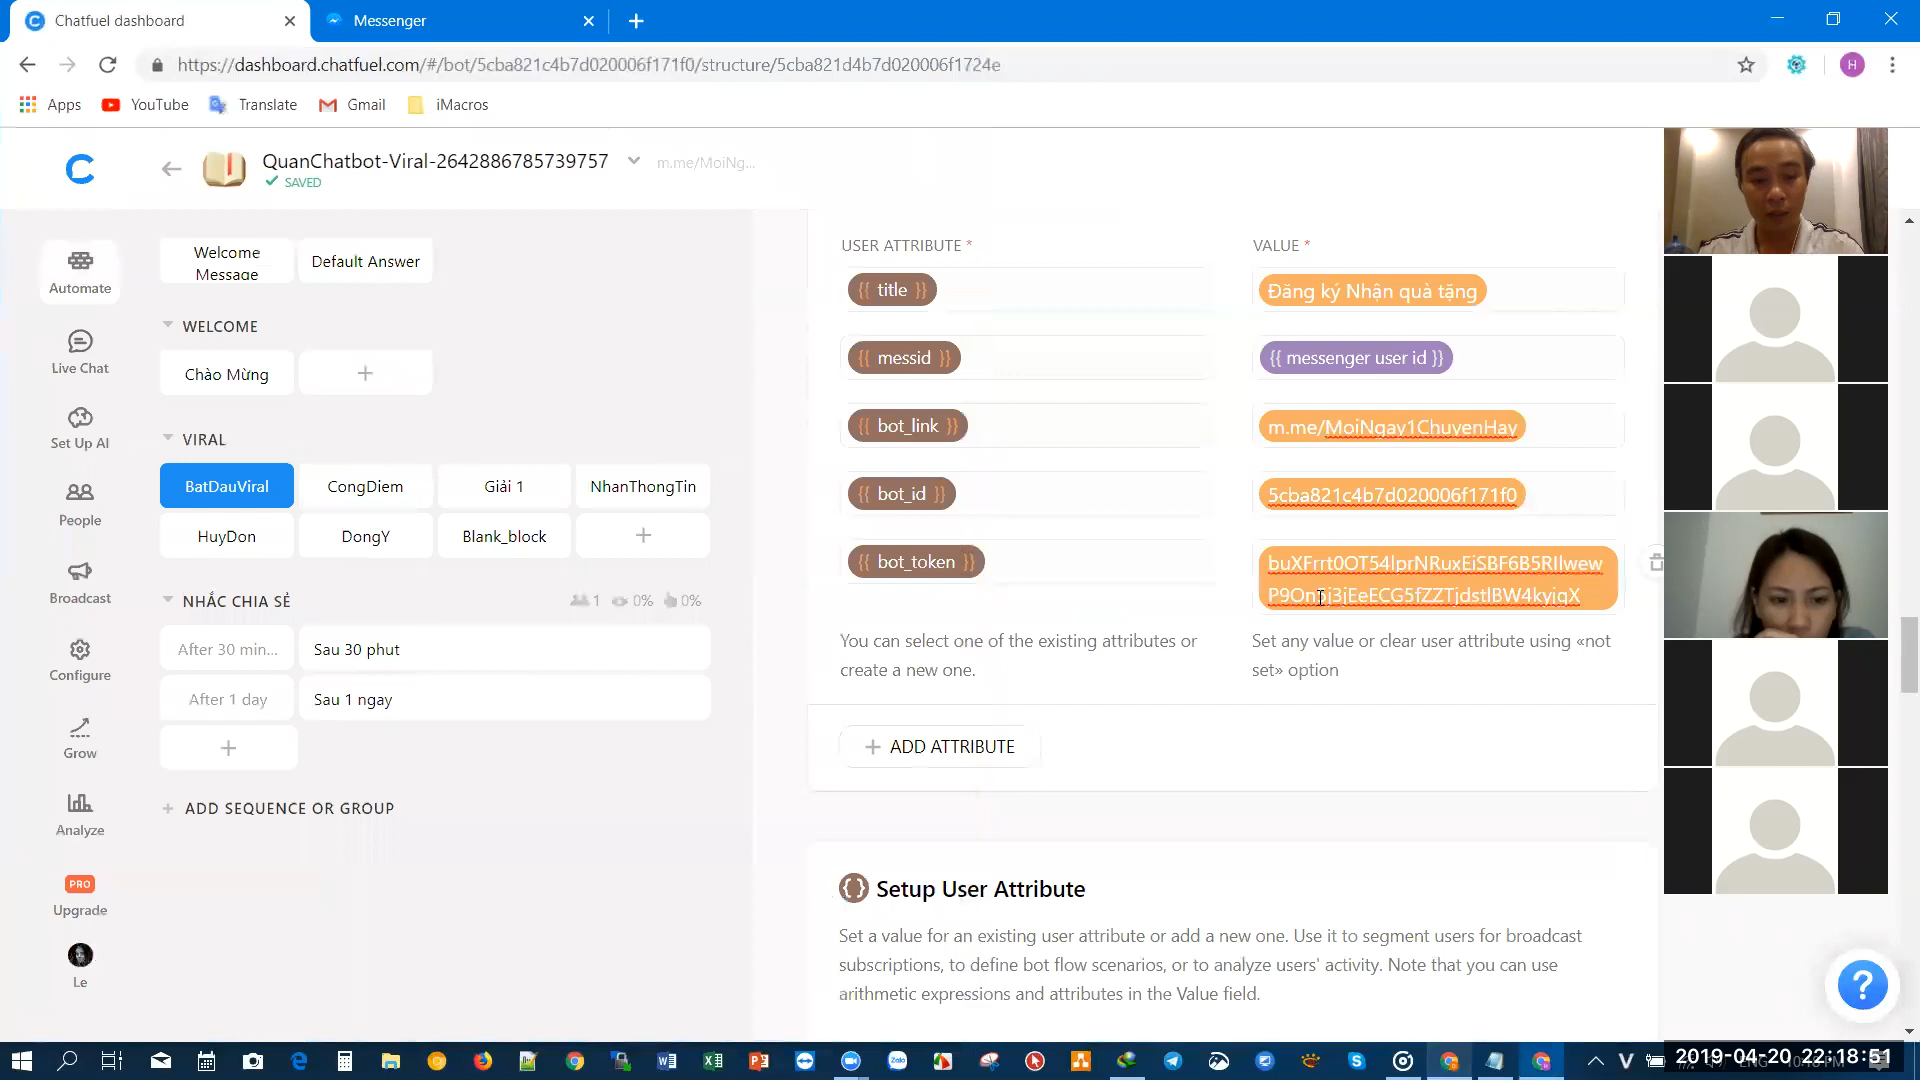 Chatfuel dashboard
Messenger
https://dashboard.chatfuel.com/#/bot/5cba821c4b7d020006f171f0/structure/5cba821d4b7d020006f1724e
H
Apps
YouTube
Translate
Gmail
iMacros
QuanChatbot-Viral-2642886785739757
m.me/MoiNg...
SAVED
Automate
Live Chat
Set Up AI
People
Broadcast
Configure
Grow
Analyze
PRO
Upgrade
Le
Welcome
Message
Default Answer
WELCOME
Chào Mừng
VIRAL
BatDauViral
CongDiem
Giải 1
NhanThongTin
HuyDon
DongY
Blank_block
NHẮC CHIA SẺ
1
0%
0%
After 30 min...
Sau 30 phut
After 1 day
Sau 1 ngay
ADD SEQUENCE OR GROUP
USER ATTRIBUTE *
VALUE *
{{ title }}
Đăng ký Nhận quà tặng
{{ messid }}
{{ messenger user id }}
{{ bot_link }}
m.me/MoiNgay1ChuyenHay
{{ bot_id }}
5cba821c4b7d020006f171f0
{{ bot_token }}
You can select one of the existing attributes or
create a new one.
Set any value or clear user attribute using «not
set» option
ADD ATTRIBUTE
Setup User Attribute
Set a value for an existing user attribute or add a new one. Use it to segment users for broadcast
subscriptions, to define bot flow scenarios, or to analyze users' activity. Note that you can use
arithmetic expressions and attributes in the Value field.
2019-04-20 22:18:51